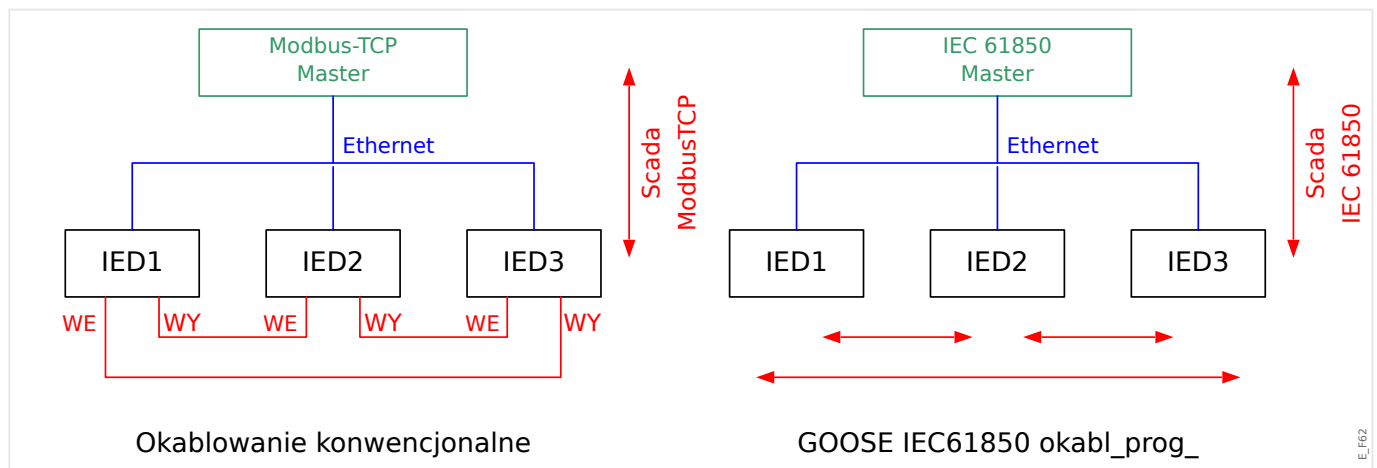 Modbus-TCP
Master
Ethernet
Scada
ModbusTCP
IED1
IED2
IED3
WE
WY
WE
WY
WE
WY
Okablowanie konwencjonalne
IEC 61850
Master
Ethernet
Scada
IEC 61850
IED1
IED2
IED3
GOOSE IEC61850 okabl_prog_
E_F62